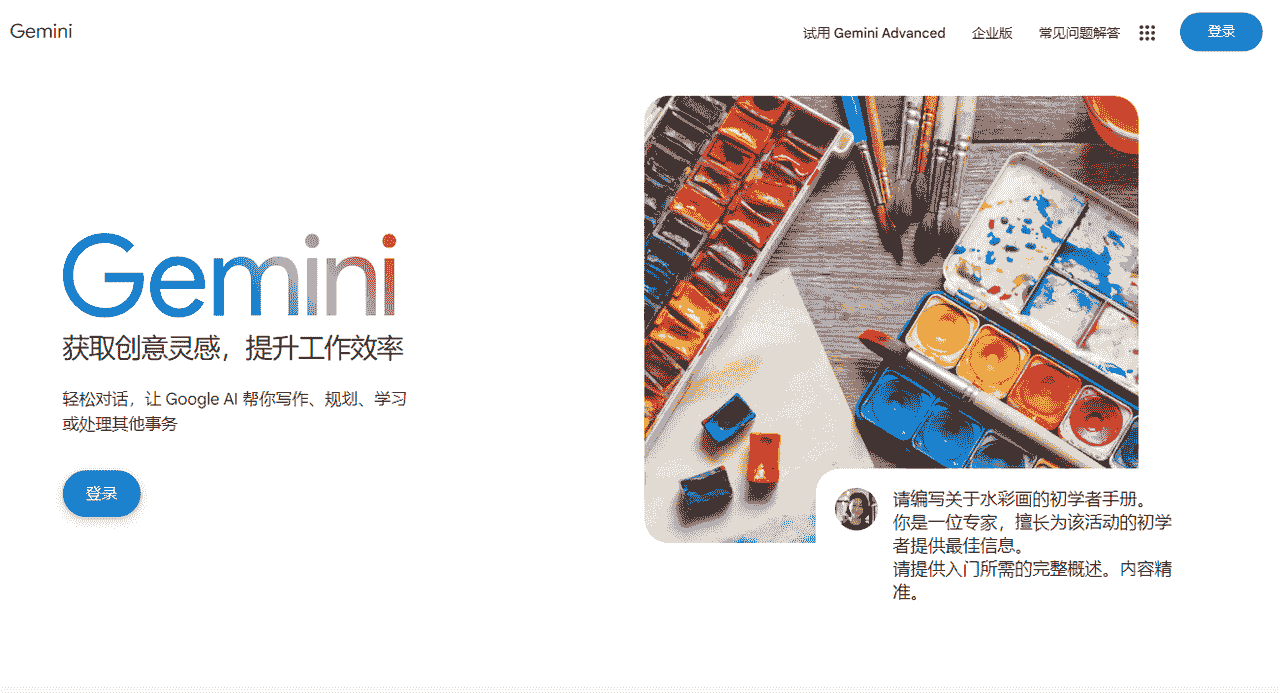 Gemini
试用 Gemini Advanced
企业版
常见问题解答
登录
Gemini
获取创意灵感，提升工作效率
轻松对话，让 Google AI 帮你写作、规划、学习
或处理其他事务
登录
请编写关于水彩画的初学者手册。
你是一位专家，擅长为该活动的初学
者提供最佳信息。
请提供入门所需的完整概述。内容精
准。